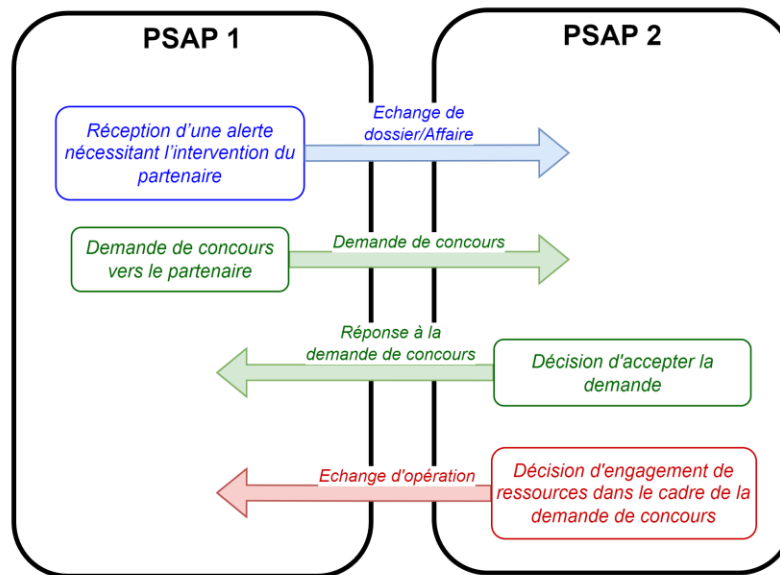 PSAP 1
PSAP 2
Echange de
dossier/Affaire
Réception d’une alerte
nécessitant l’intervention du
partenaire
Demande de concours
vers le partenaire
Demande de concours
Réponse à la
demande de concours
Décision d'accepter la
demande
Echange d'opération
Décision d'engagement de
ressources dans le cadre de la
demande de concours